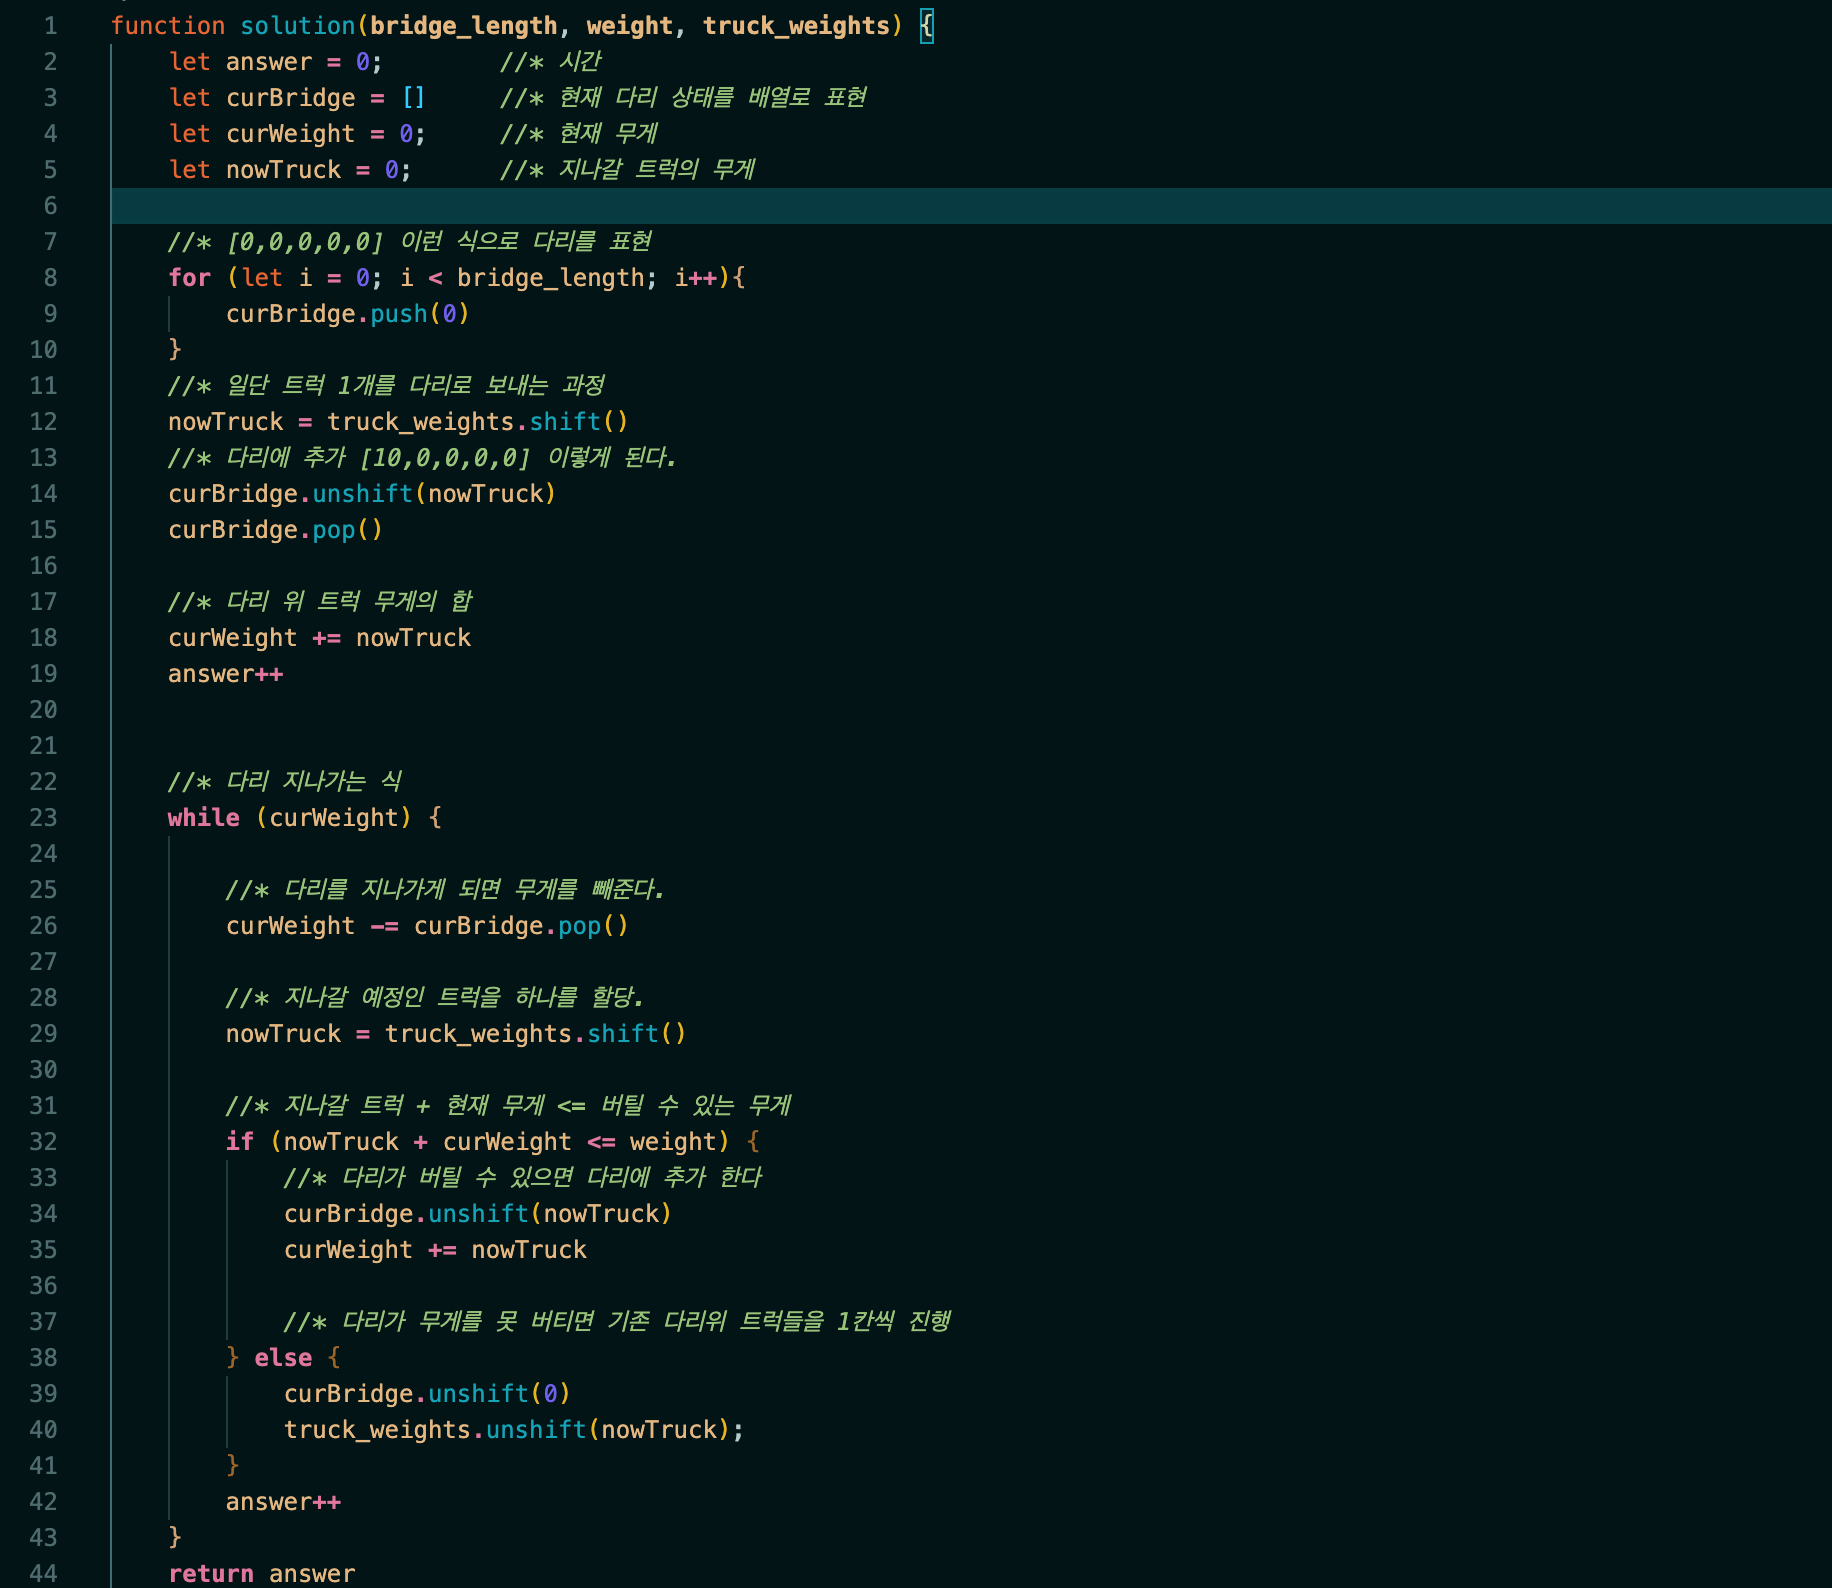 1 function solution(bridge_length, weight, truck_weights) {
2 let answer = 0; //* 시간
3 let curBridge = [] //* 현재 다리 상태를 배열로 표현
4 let curWeight = 0; //* 현재 무게
5 let nowTruck = 0; //* 지나갈 트럭의 무게
6
7 //* [0,0,0,0,0] 이런 식으로 다리를 표현
8 for (let i = 0; i < bridge_length; i++){
9 curBridge.push(0)
10 }
11 //* 일단 트럭 1개를 다리로 보내는 과정
12 nowTruck = truck_weights.shift()
13 //* 다리에 추가 [10,0,0,0,0] 이렇게 된다.
14 curBridge.unshift(nowTruck)
15 curBridge.pop()
16
17 //* 다리 위 트럭 무게의 합
18 curWeight += nowTruck
19 answer++
20
21
22 //* 다리 지나가는 식
23 while (curWeight) {
24
25 //* 다리를 지나가게 되면 무게를 빼준다.
26 curWeight -= curBridge.pop()
27
28 //* 지나갈 예정인 트럭을 하나를 할당.
29 nowTruck = truck_weights.shift()
30
31 //* 지나갈 트럭 + 현재 무게 <= 버틸 수 있는 무게
32 if (nowTruck + curWeight <= weight) {
33 //* 다리가 버틸 수 있으면 다리에 추가 한다
34 curBridge.unshift(nowTruck)
35 curWeight += nowTruck
36
37 //* 다리가 무게를 못 버티면 기존 다리위 트럭들을 1칸씩 진행
38 } else {
39 curBridge.unshift(0)
40 truck_weights.unshift(nowTruck);
41 }
42 answer++
43 }
44 return answer